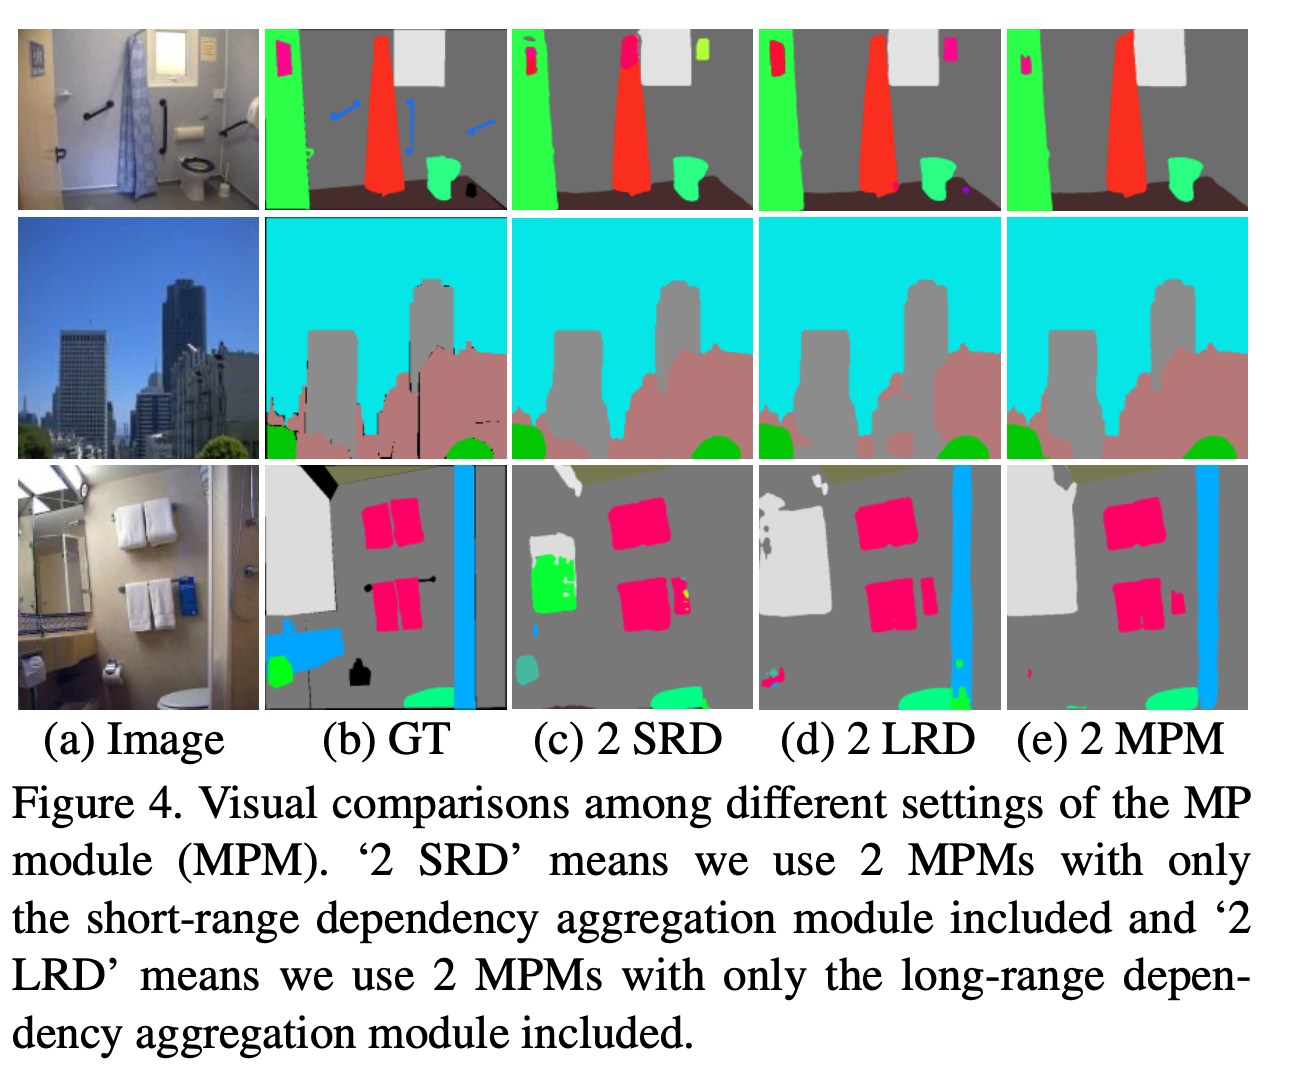 (a) Image (b) GT (c) 2 SRD (d) 2 LRD (e) 2 MPM
Figure 4. Visual comparisons among different settings of the MP
module (MPM). ‘2 SRD’ means we use 2 MPMs with only
the short-range dependency aggregation module included and ‘2
LRD’ means we use 2 MPMs with only the long-range depen-
dency aggregation module included.